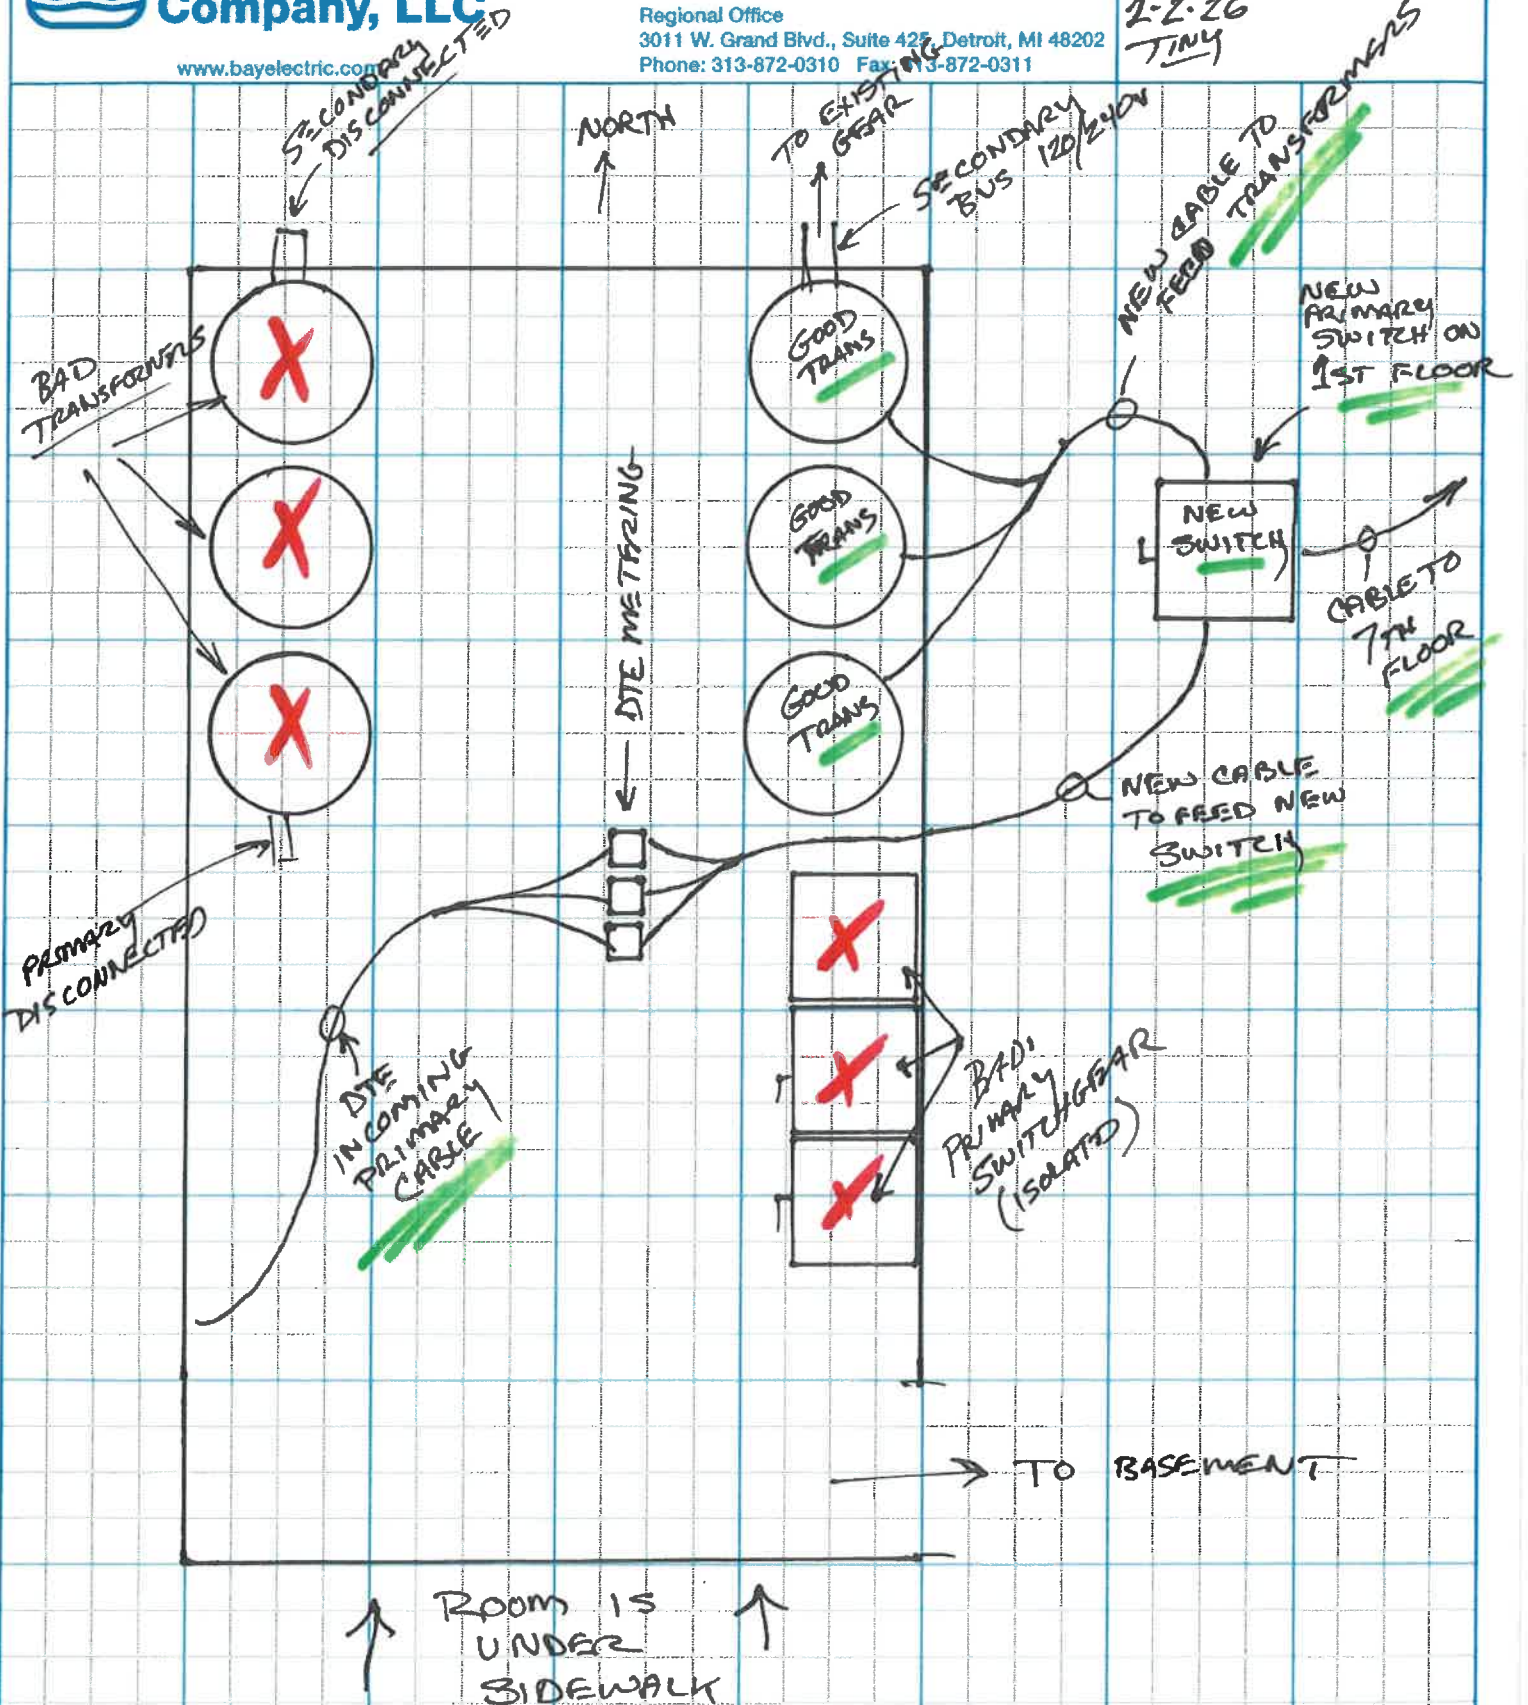 Company, LLC
www.bayelectric.com
Regional Office
3011 W. Grand Blvd., Suite 425, Detroit, MI 48202
Phone: 313-872-0310 Fax: 313-872-0311
2-2-26
TINY
SECONDARY
DISCONNECTED
NORTH
TO EXISTING
GEAR
SECONDARY
BUS 120/240V
NEW CABLE TO
FEED TRANSFORMERS
NEW
PRIMARY
SWITCH ON
1ST FLOOR
BAD
TRANSFORMERS
X
X
X
GOOD
TRANS
GOOD
TRANS
GOOD
TRANS
DTE METERING
NEW
SWITCH
CABLE TO
7TH
FLOOR
NEW CABLE
TO FEED NEW
SWITCH
PRIMARY
DISCONNECTED
DTE
INCOMING
PRIMARY
CABLE
X
X
X
BAD
PRIMARY
SWITCHGEAR
(ISOLATED)
TO BASEMENT
ROOM IS
UNDER
SIDEWALK